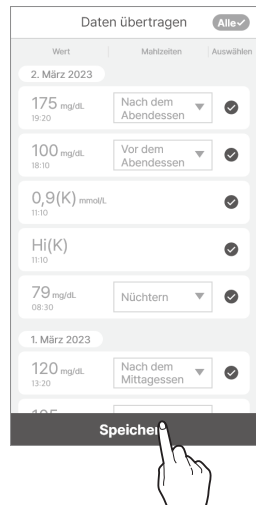 Daten übertragen Alle
Wert Mahlzeiten Auswählen
2. März 2023
175 mg/dL Nach dem
19:20 Abendessen
100 mg/dL Vor dem
18:10 Abendessen
0,9(K) mmol/L
11:10
Hi(K)
11:10
79 mg/dL Nüchtern
08:30
1. März 2023
120 mg/dL Nach dem
13:20 Mittagessen
Speicher